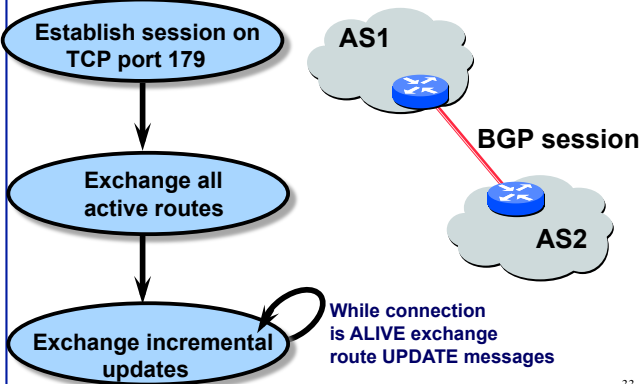 Establish session on
TCP port 179
AS1
BGP session
Exchange all
active routes
AS2
Exchange incremental
updates
While connection
is ALIVE exchange
route UPDATE messages
33